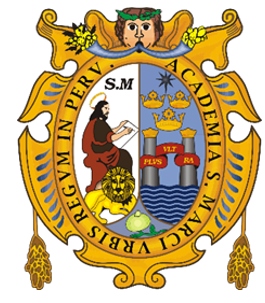 ACADEMIA S. MARCI VRBIS REGVM IN PERV.
S.M
PLVS VLT RA